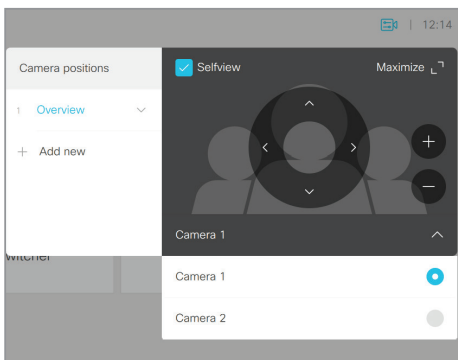 12:14
Camera positions
Selfview
Maximize
1 Overview
+ Add new
Camera 1
Camera 1
Camera 2